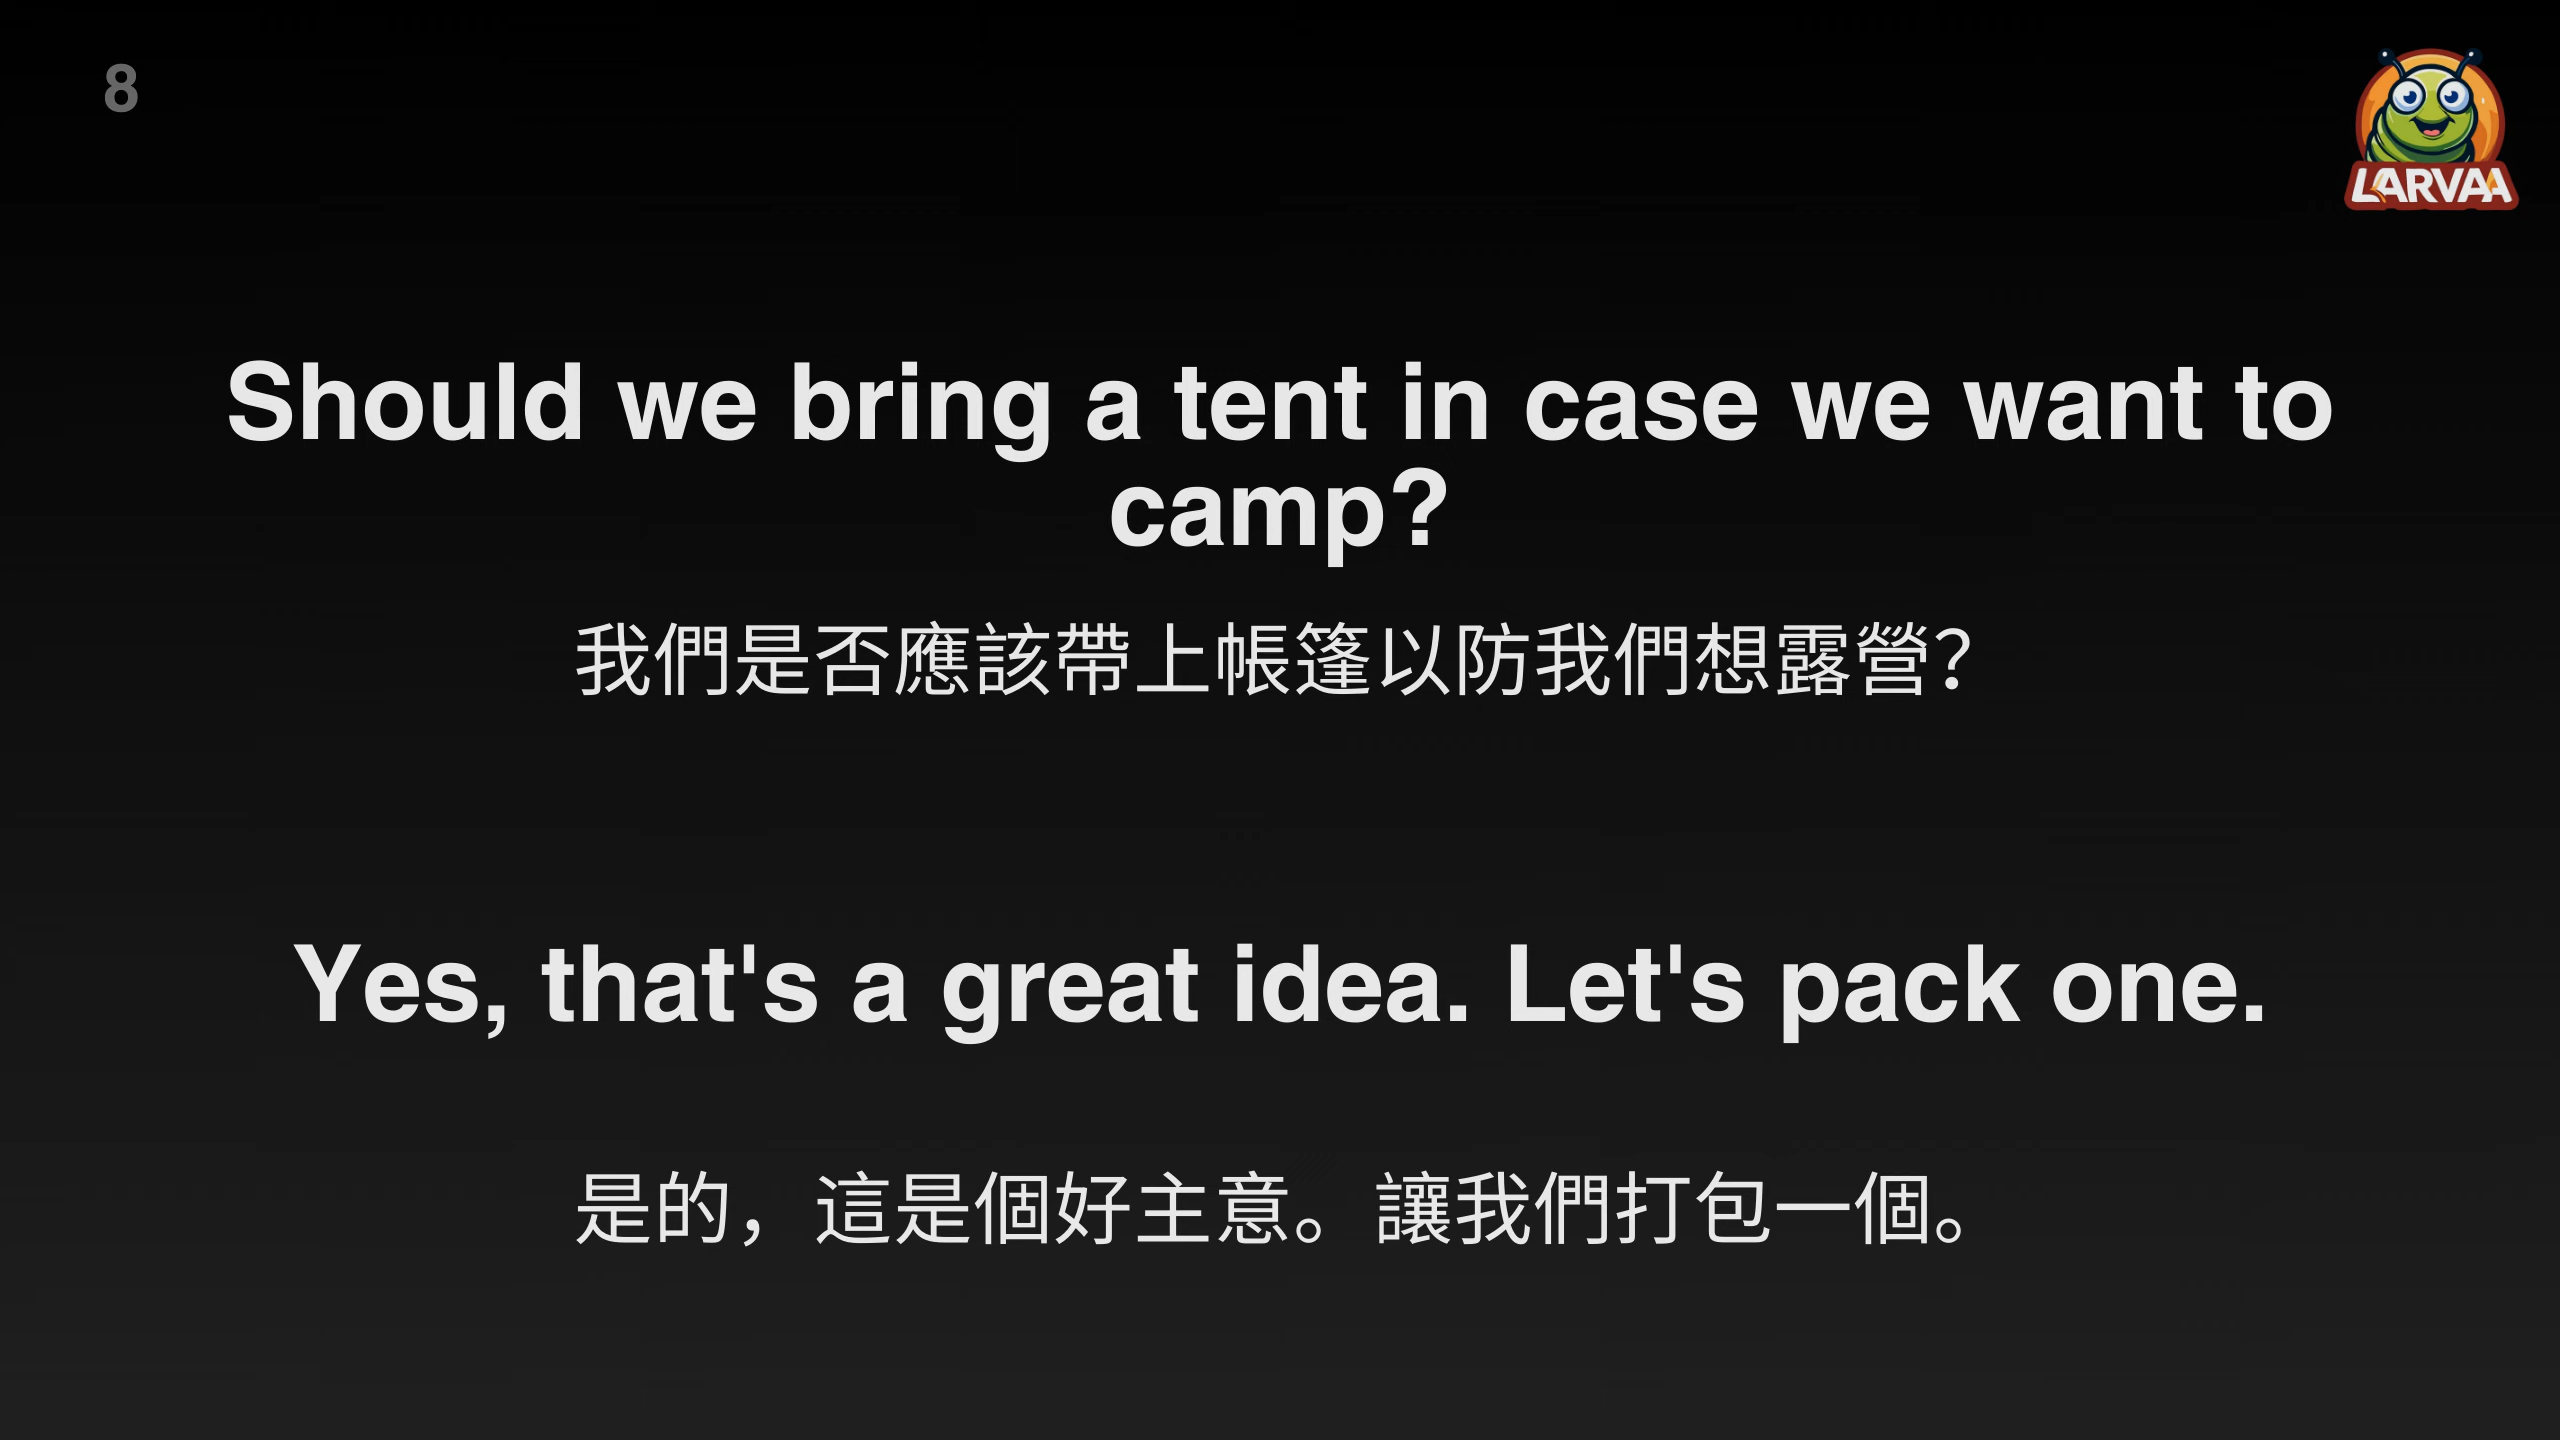 8
LARVAA
Should we bring a tent in case we want to
camp?
我們是否應該帶上帳篷以防我們想露營?
Yes, that's a great idea. Let's pack one.
是的，這是個好主意。讓我們打包一個。